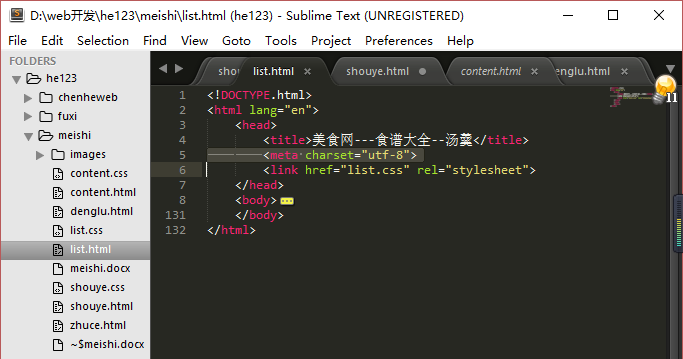 D:\web开发\he123\meishi\list.html (he123) - Sublime Text (UNREGISTERED)
File Edit Selection Find View Goto Tools Project Preferences Help
FOLDERS
he123
chenheweb
fuxi
meishi
images
content.css
content.html
denglu.html
list.css
list.html
meishi.docx
shouye.css
shouye.html
zhuce.html
~$meishi.docx
shou list.html × shouye.html content.html × englu.html
1 <!DOCTYPE.html>
2 <html lang="en">
3 <head>
4 <title>美食网---食谱大全--汤羹</title>
5 <meta charset="utf-8">
6 <link href="list.css" rel="stylesheet">
7 </head>
8 <body>
131 </body>
132 </html>